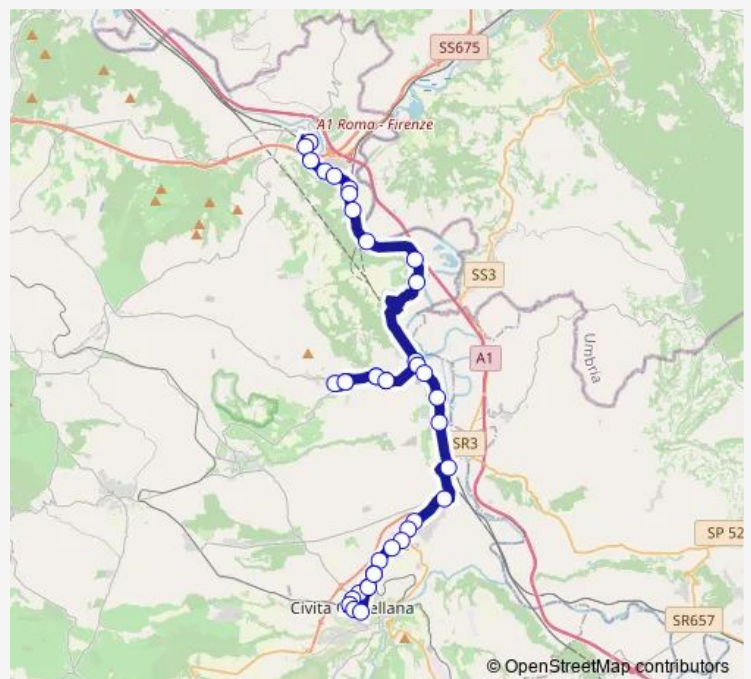 SS675
A1 Roma - Firenze
SS3
Umbria
A1
SR3
SP 52
Civita ellana
SR657
© OpenStreetMap contributors